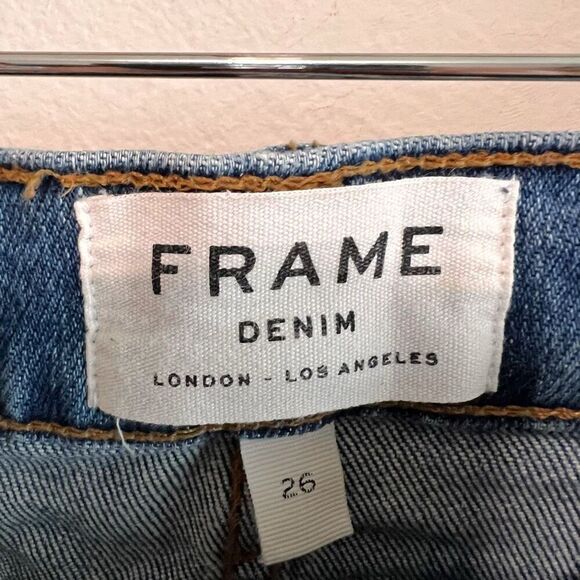 FRAME
DENIM
LONDON - LOS ANGELES
26